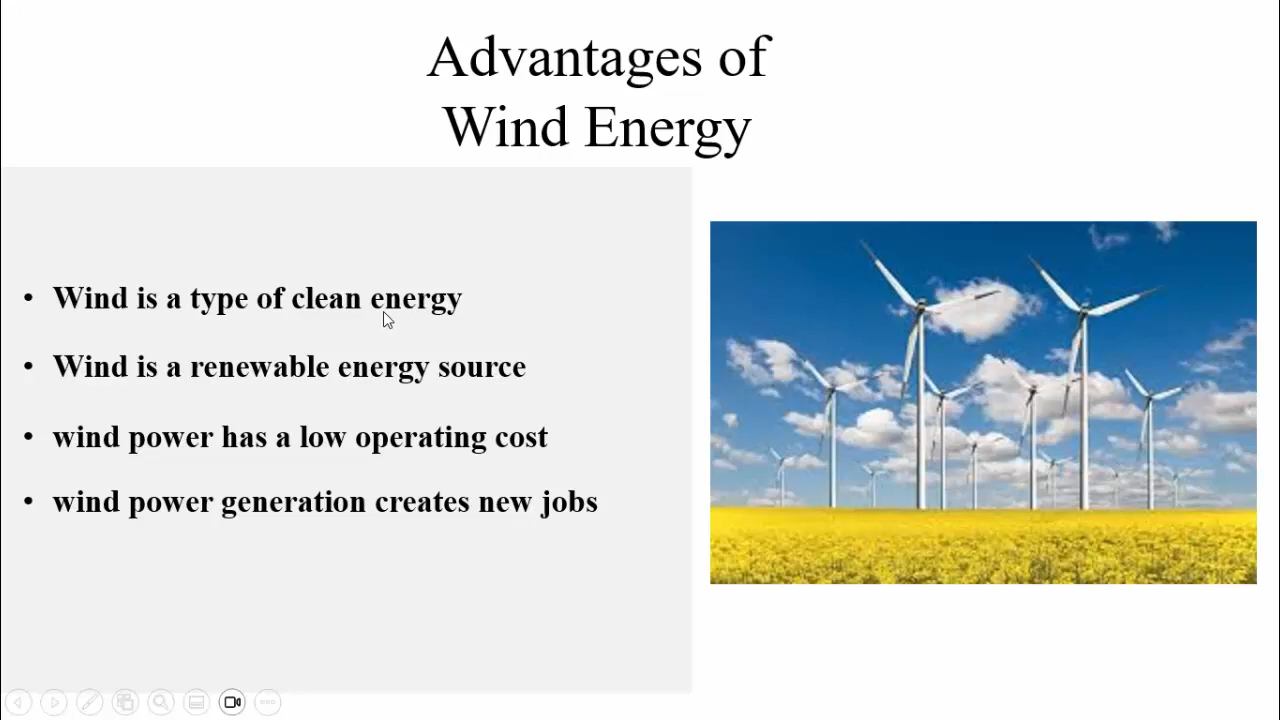 Advantages of
Wind Energy
• Wind is a type of clean energy
• Wind is a renewable energy source
• wind power has a low operating cost
• wind power generation creates new jobs